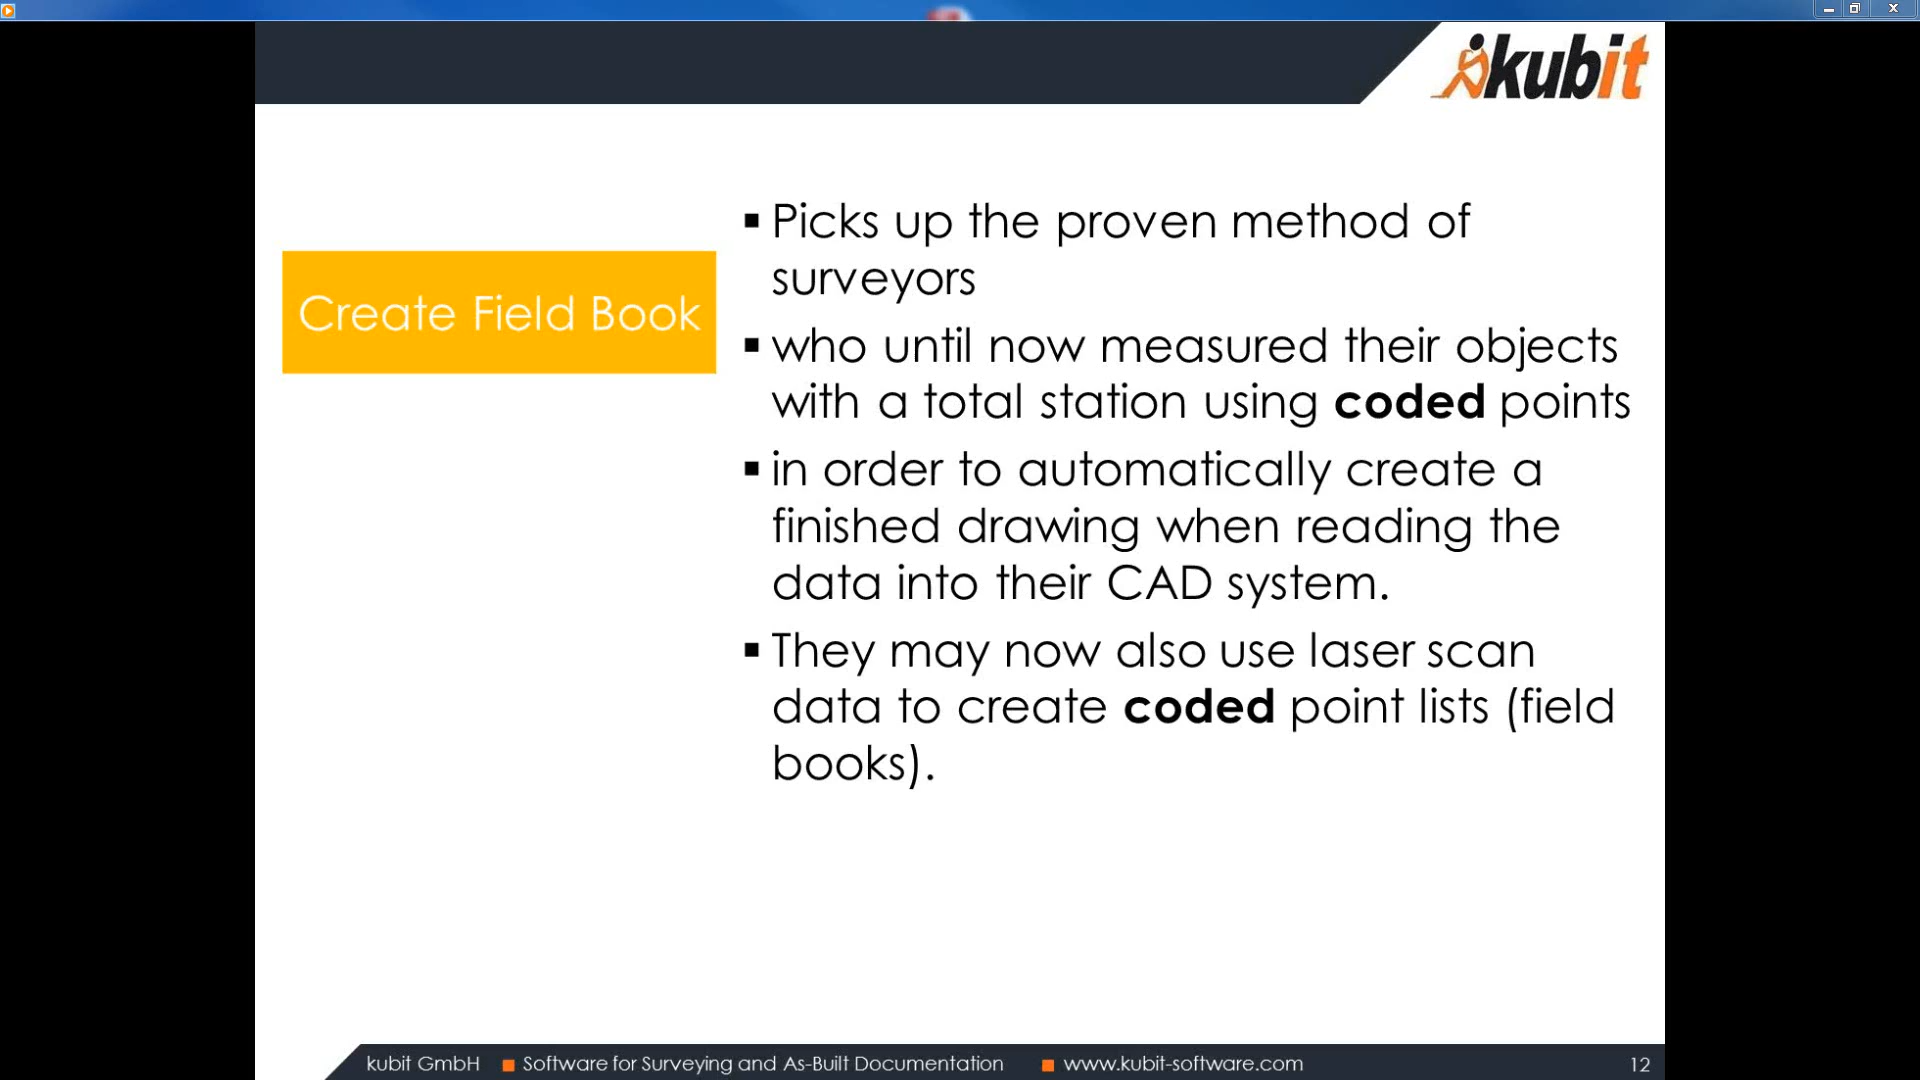 kubit
Create Field Book
▪ Picks up the proven method of
surveyors
▪ who until now measured their objects
with a total station using coded points
▪ in order to automatically create a
finished drawing when reading the
data into their CAD system.
▪ They may now also use laser scan
data to create coded point lists (field
books).
kubit GmbH ■ Software for Surveying and As-Built Documentation ■ www.kubit-software.com 12